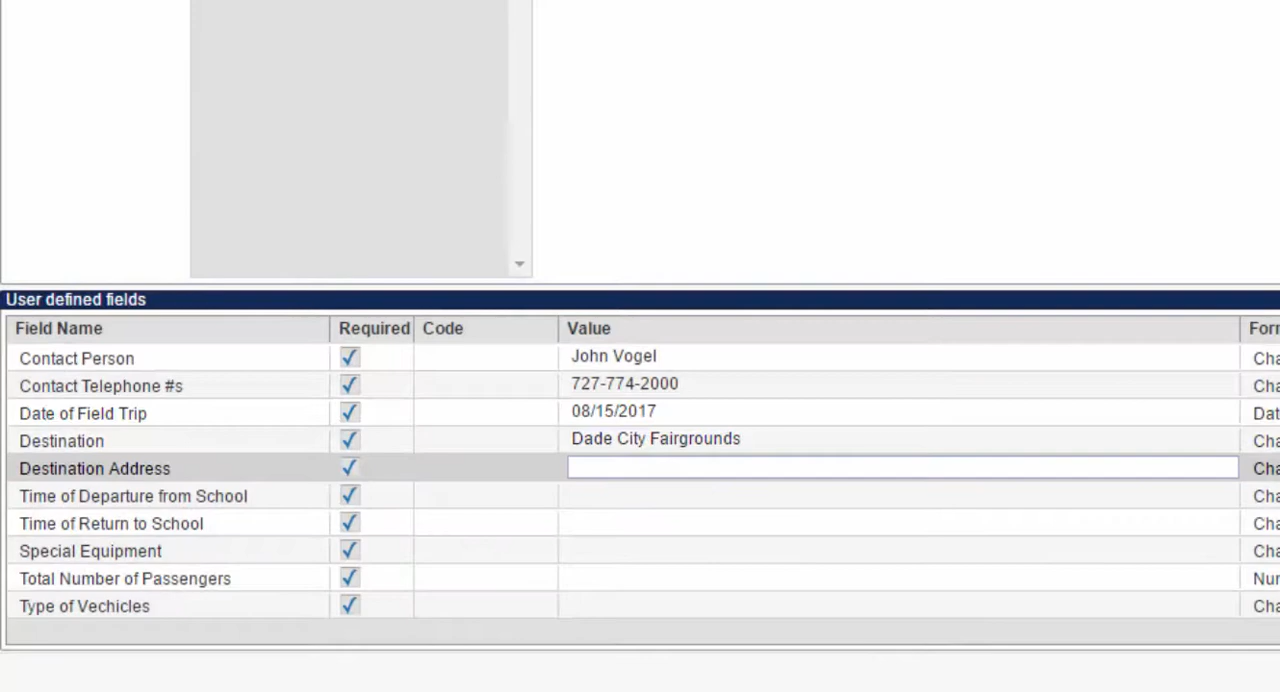 User defined fields
Field Name Required Code Value
Contact Person John Vogel
Contact Telephone #s 727-774-2000
Date of Field Trip 08/15/2017
Destination Dade City Fairgrounds
Destination Address
Time of Departure from School
Time of Return to School
Special Equipment
Total Number of Passengers
Type of Vechicles